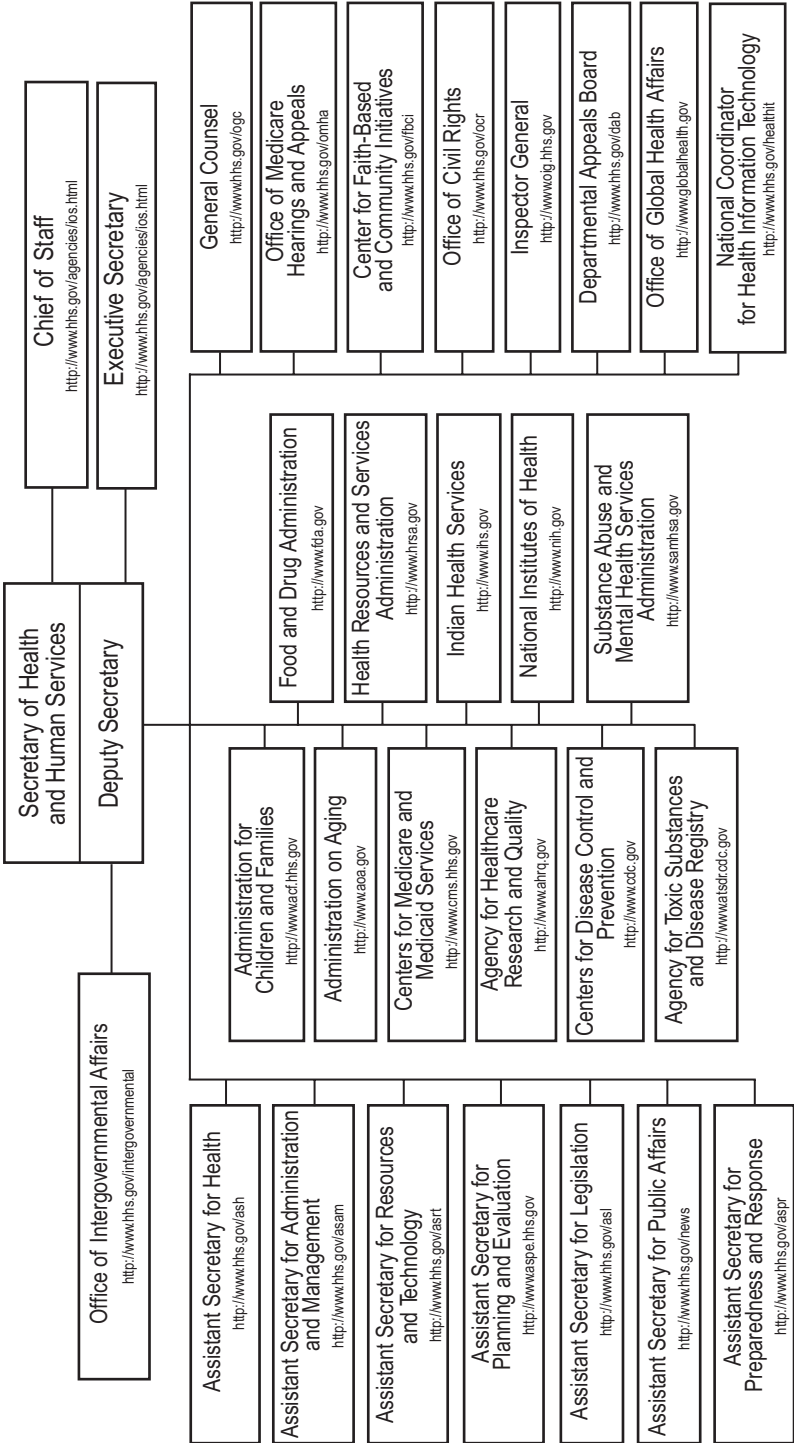 Secretary of Health
and Human Services
Deputy Secretary
Chief of Staff
http://www.hhs.gov/agencies/ios.html
Executive Secretary
http://www.hhs.gov/agencies/ios.html
Office of Intergovernmental Affairs
http://www.hhs.gov/intergovernmental
Assistant Secretary for Health
http://www.hhs.gov/ash
Assistant Secretary for Administration
and Management
http://www.hhs.gov/asam
Assistant Secretary for Resources
and Technology
http://www.hhs.gov/asrt
Assistant Secretary for
Planning and Evaluation
http://www.aspe.hhs.gov
Assistant Secretary for Legislation
http://www.hhs.gov/asl
Assistant Secretary for Public Affairs
http://www.hhs.gov/news
Assistant Secretary for
Preparedness and Response
http://www.hhs.gov/aspr
Administration for
Children and Families
http://www.acf.hhs.gov
Administration on Aging
http://www.aoa.gov
Centers for Medicare and
Medicaid Services
http://www.cms.hhs.gov
Agency for Healthcare
Research and Quality
http://www.ahrq.gov
Centers for Disease Control and
Prevention
http://www.cdc.gov
Agency for Toxic Substances
and Disease Registry
http://www.atsdr.cdc.gov
Food and Drug Administration
http://www.fda.gov
Health Resources and Services
Administration
http://www.hrsa.gov
Indian Health Services
http://www.ihs.gov
National Institutes of Health
http://www.nih.gov
Substance Abuse and
Mental Health Services
Administration
http://www.samhsa.gov
General Counsel
http://www.hhs.gov/ogc
Office of Medicare
Hearings and Appeals
http://www.hhs.gov/omha
Center for Faith-Based
and Community Initiatives
http://www.hhs.gov/fbci
Office of Civil Rights
http://www.hhs.gov/ocr
Inspector General
http://www.oig.hhs.gov
Departmental Appeals Board
http://www.hhs.gov/dab
Office of Global Health Affairs
http://www.globalhealth.gov
National Coordinator
for Health Information Technology
http://www.hhs.gov/healthit